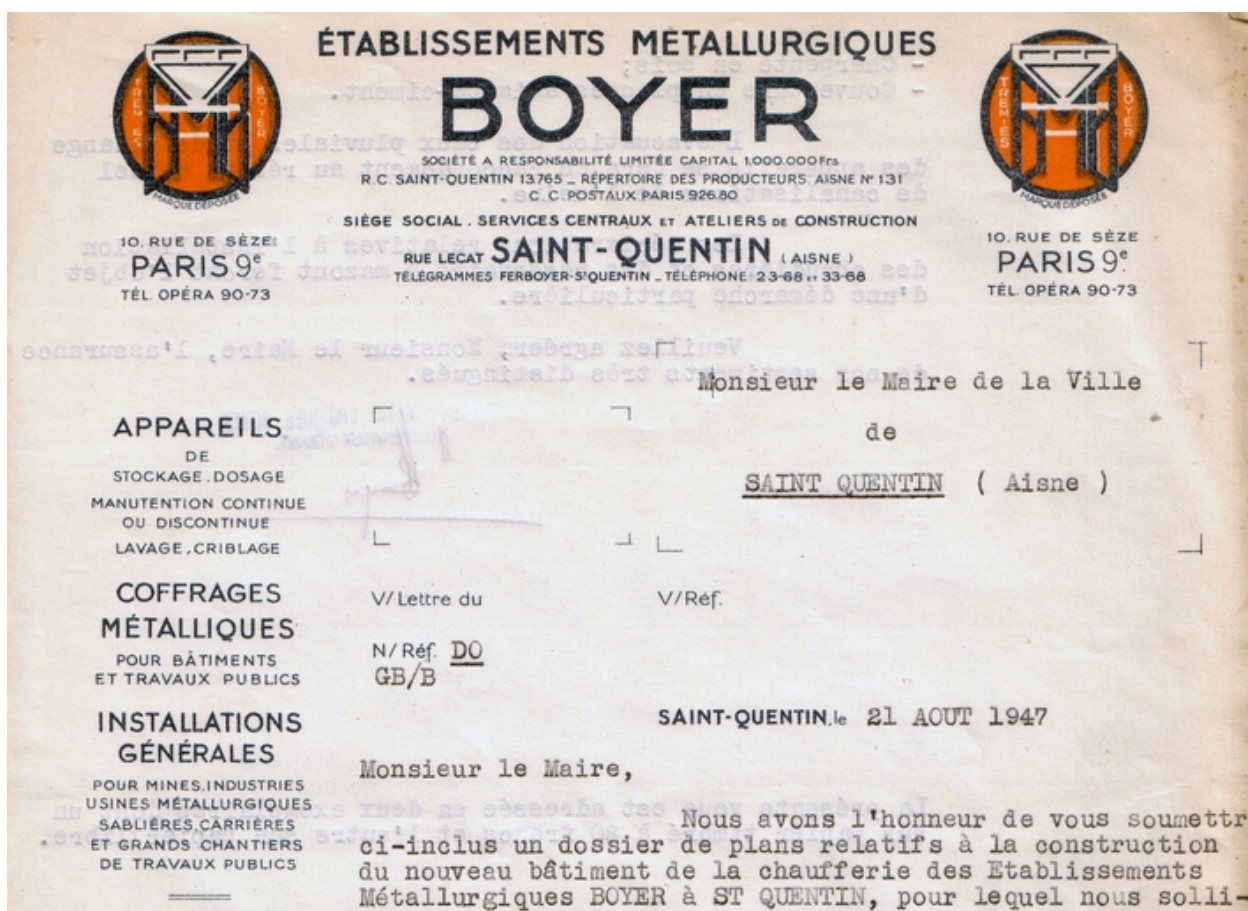 ÉTABLISSEMENTS MÉTALLURGIQUES
BOYER
SOCIÉTÉ A RESPONSABILITÉ LIMITÉE CAPITAL 1.000.000 Frs
R.C. SAINT-QUENTIN 13.765 _ RÉPERTOIRE DES PRODUCTEURS: AISNE N° 131
C.C. POSTAUX PARIS 926.80
SIÈGE SOCIAL . SERVICES CENTRAUX ET ATELIERS DE CONSTRUCTION
RUE LECAT SAINT-QUENTIN ( AISNE )
TÉLÉGRAMMES FERBOYER-St QUENTIN _ TÉLÉPHONE: 23-68 ET 33-68
TRÉMIES BOYER
MARQUE DÉPOSÉE
10. RUE DE SÈZE
PARIS 9e
TÉL. OPÉRA 90-73
TRÉMIES BOYER
MARQUE DÉPOSÉE
10. RUE DE SÈZE
PARIS 9e.
TÉL. OPÉRA 90-73
Monsieur le Maire de la Ville
de
SAINT QUENTIN ( Aisne )
APPAREILS
DE
STOCKAGE . DOSAGE
MANUTENTION CONTINUE
OU DISCONTINUE
LAVAGE . CRIBLAGE
COFFRAGES
MÉTALLIQUES
POUR BÂTIMENTS
ET TRAVAUX PUBLICS
INSTALLATIONS
GÉNÉRALES
POUR MINES. INDUSTRIES
USINES MÉTALLURGIQUES
SABLIÈRES. CARRIÈRES
ET GRANDS CHANTIERS
DE TRAVAUX PUBLICS
V/Lettre du
V/Réf.
N/Réf. DO
GB/B
SAINT-QUENTIN, le 21 AOUT 1947
Monsieur le Maire,
Nous avons l'honneur de vous soumettr
ci-inclus un dossier de plans relatifs à la construction
du nouveau bâtiment de la chaufferie des Etablissements
Métallurgiques BOYER à ST QUENTIN, pour lequel nous solli-